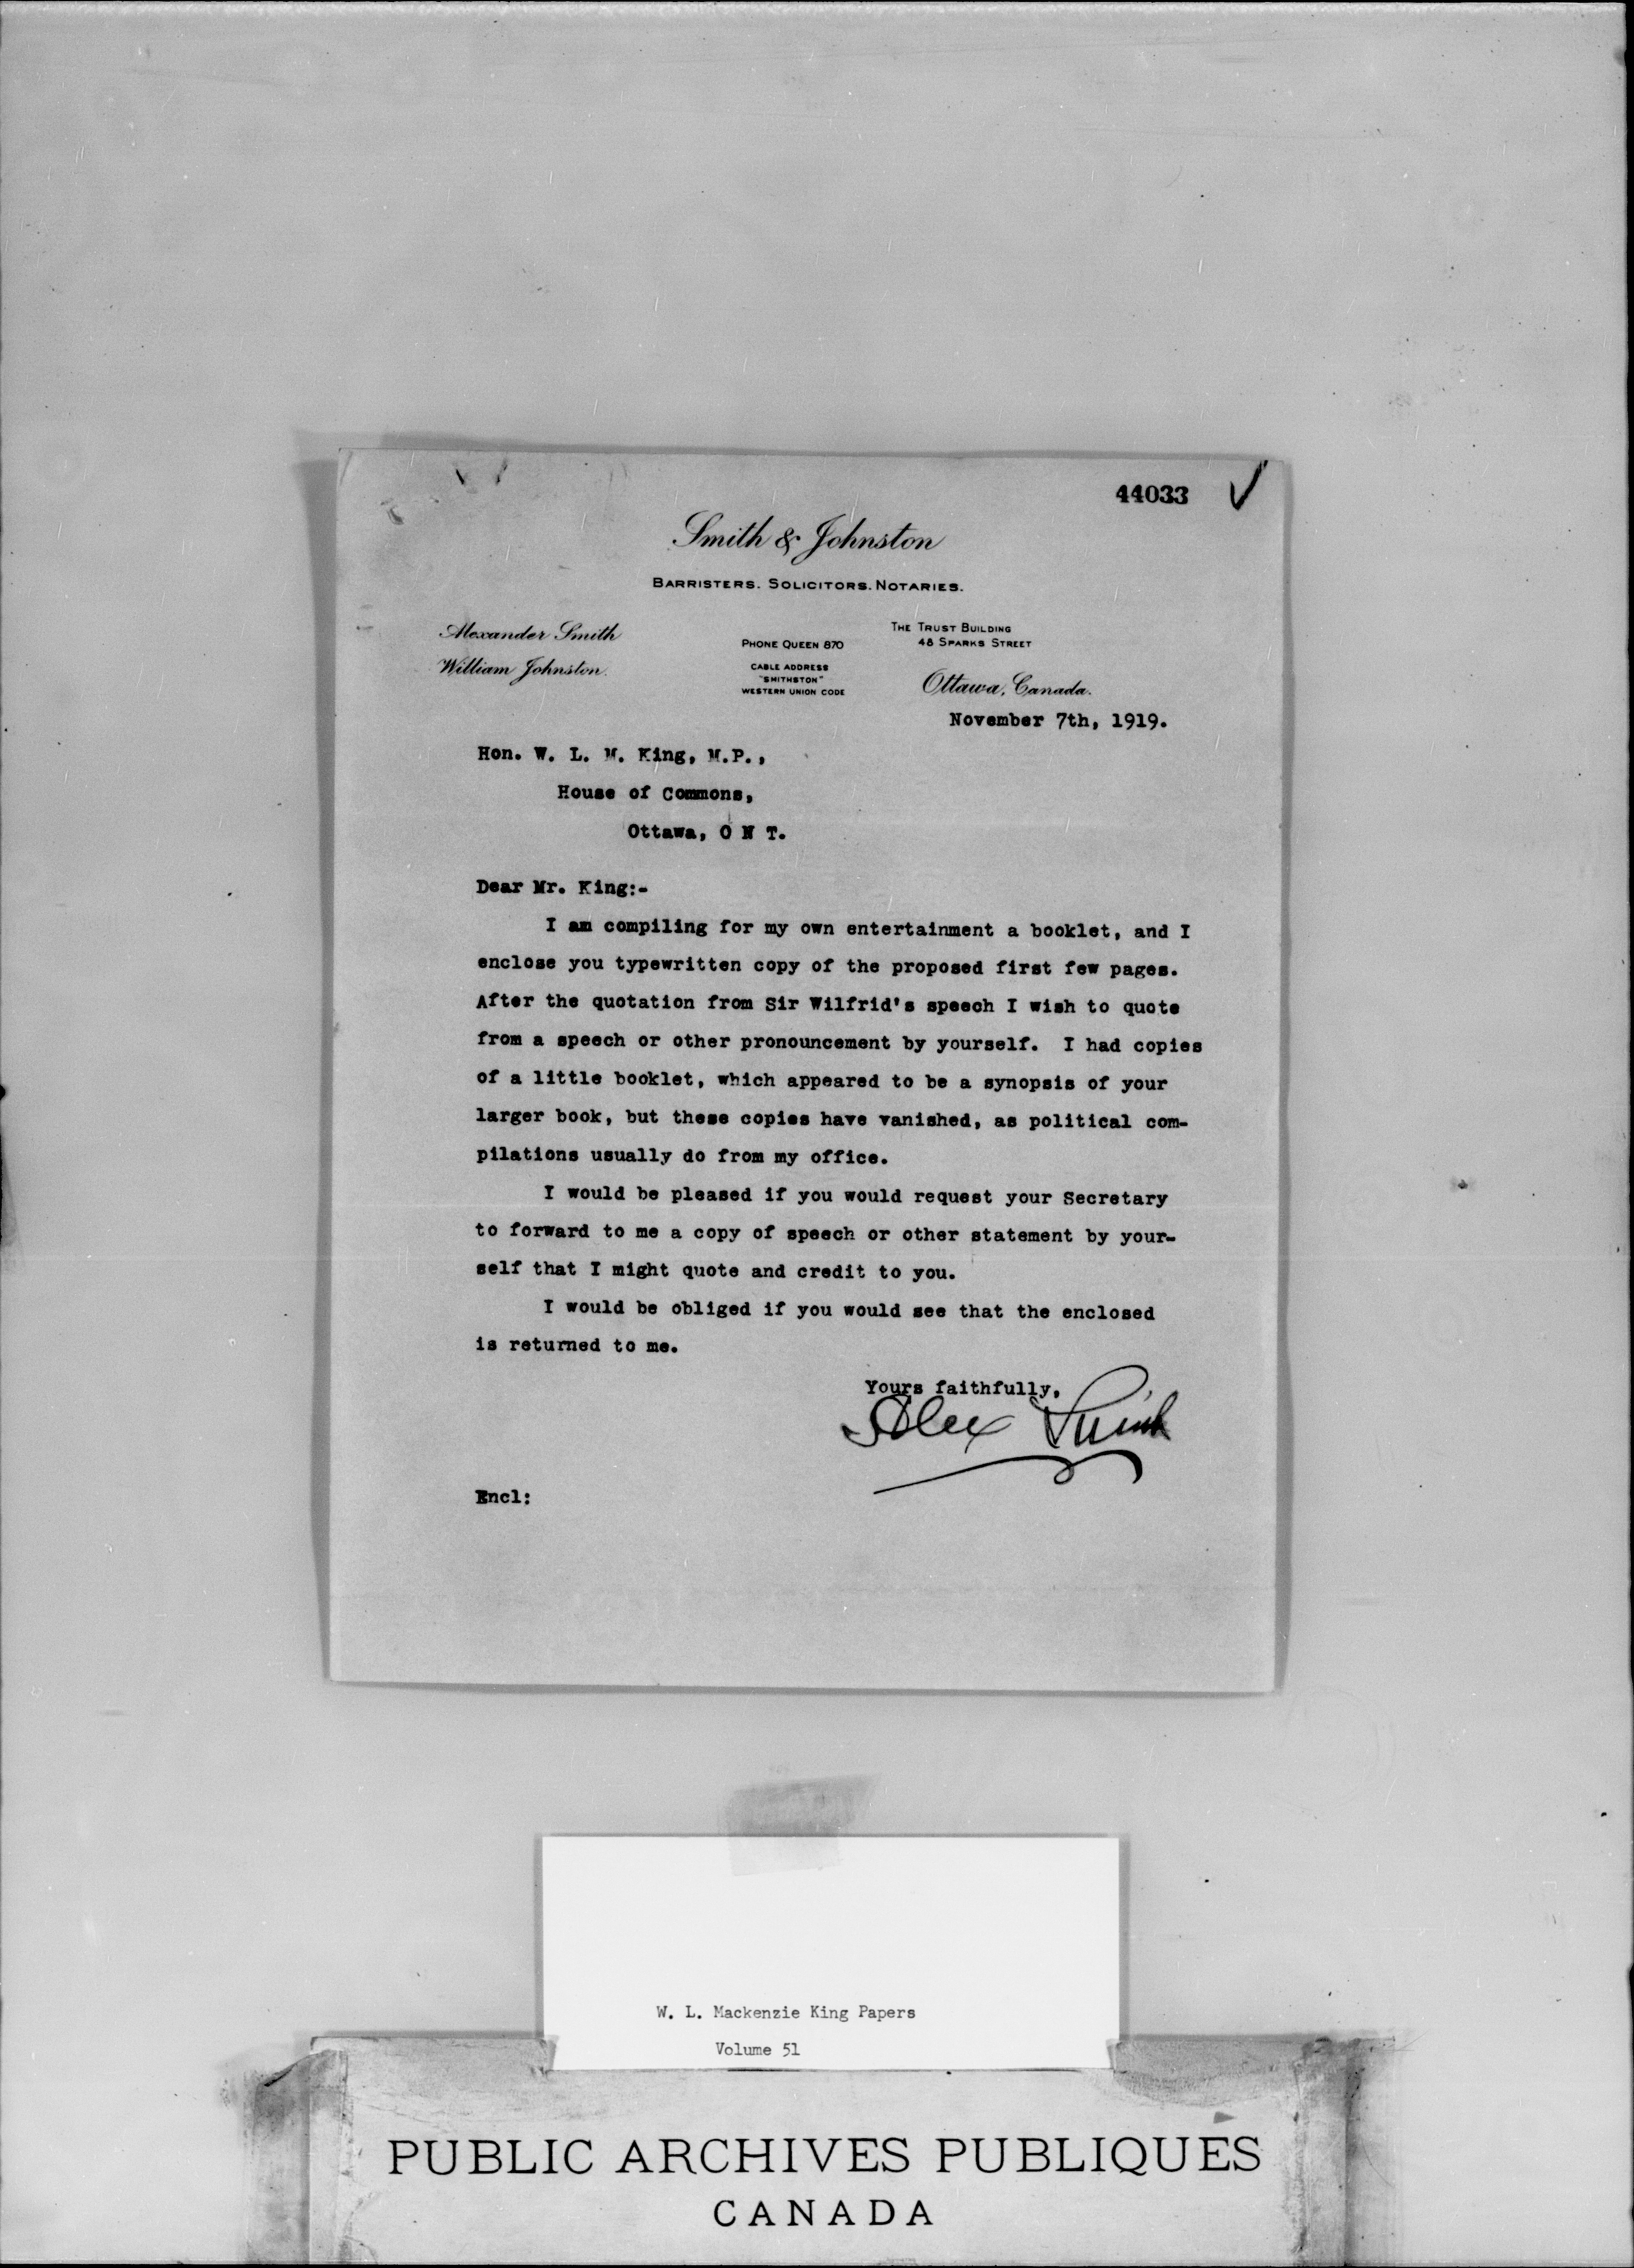 44033
Smith & Johnston
BARRISTERS. SOLICITORS. NOTARIES.
Alexander Smith
William Johnston.
PHONE QUEEN 870
CABLE ADDRESS
"SMITHSTON"
WESTERN UNION CODE
THE TRUST BUILDING
48 SPARKS STREET
Ottawa, Canada.
November 7th, 1919.
Hon. W. L. M. King, M.P.,
House of Commons,
Ottawa, O N T.
Dear Mr. King:-
I am compiling for my own entertainment a booklet, and I
enclose you typewritten copy of the proposed first few pages.
After the quotation from Sir Wilfrid's speech I wish to quote
from a speech or other pronouncement by yourself. I had copies
of a little booklet, which appeared to be a synopsis of your
larger book, but these copies have vanished, as political com-
pilations usually do from my office.
I would be pleased if you would request your Secretary
to forward to me a copy of speech or other statement by your-
self that I might quote and credit to you.
I would be obliged if you would see that the enclosed
is returned to me.
Yours faithfully,
Alex Smith
Encl:
W. L. Mackenzie King Papers
Volume 51
PUBLIC ARCHIVES PUBLIQUES
CANADA